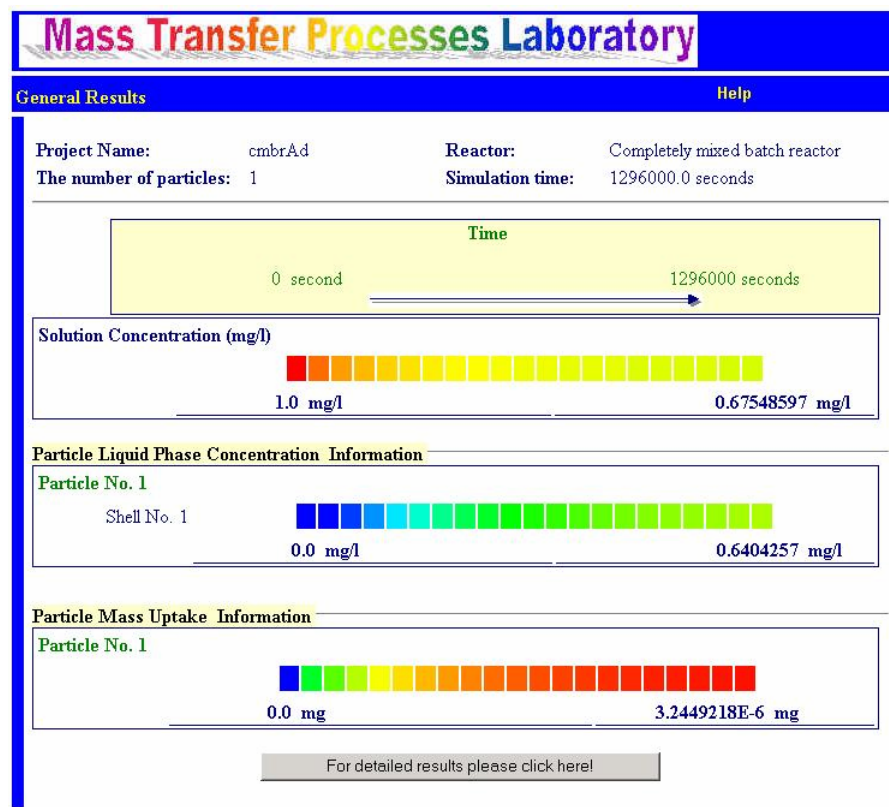 Mass Transfer Processes Laboratory
General Results Help
Project Name: cmbrAd Reactor: Completely mixed batch reactor
The number of particles: 1 Simulation time: 1296000.0 seconds
Time
0 second 1296000 seconds
Solution Concentration (mg/l)
1.0 mg/l 0.67548597 mg/l
Particle Liquid Phase Concentration Information
Particle No. 1
Shell No. 1
0.0 mg/l 0.6404257 mg/l
Particle Mass Uptake Information
Particle No. 1
0.0 mg 3.2449218E-6 mg
For detailed results please click here!